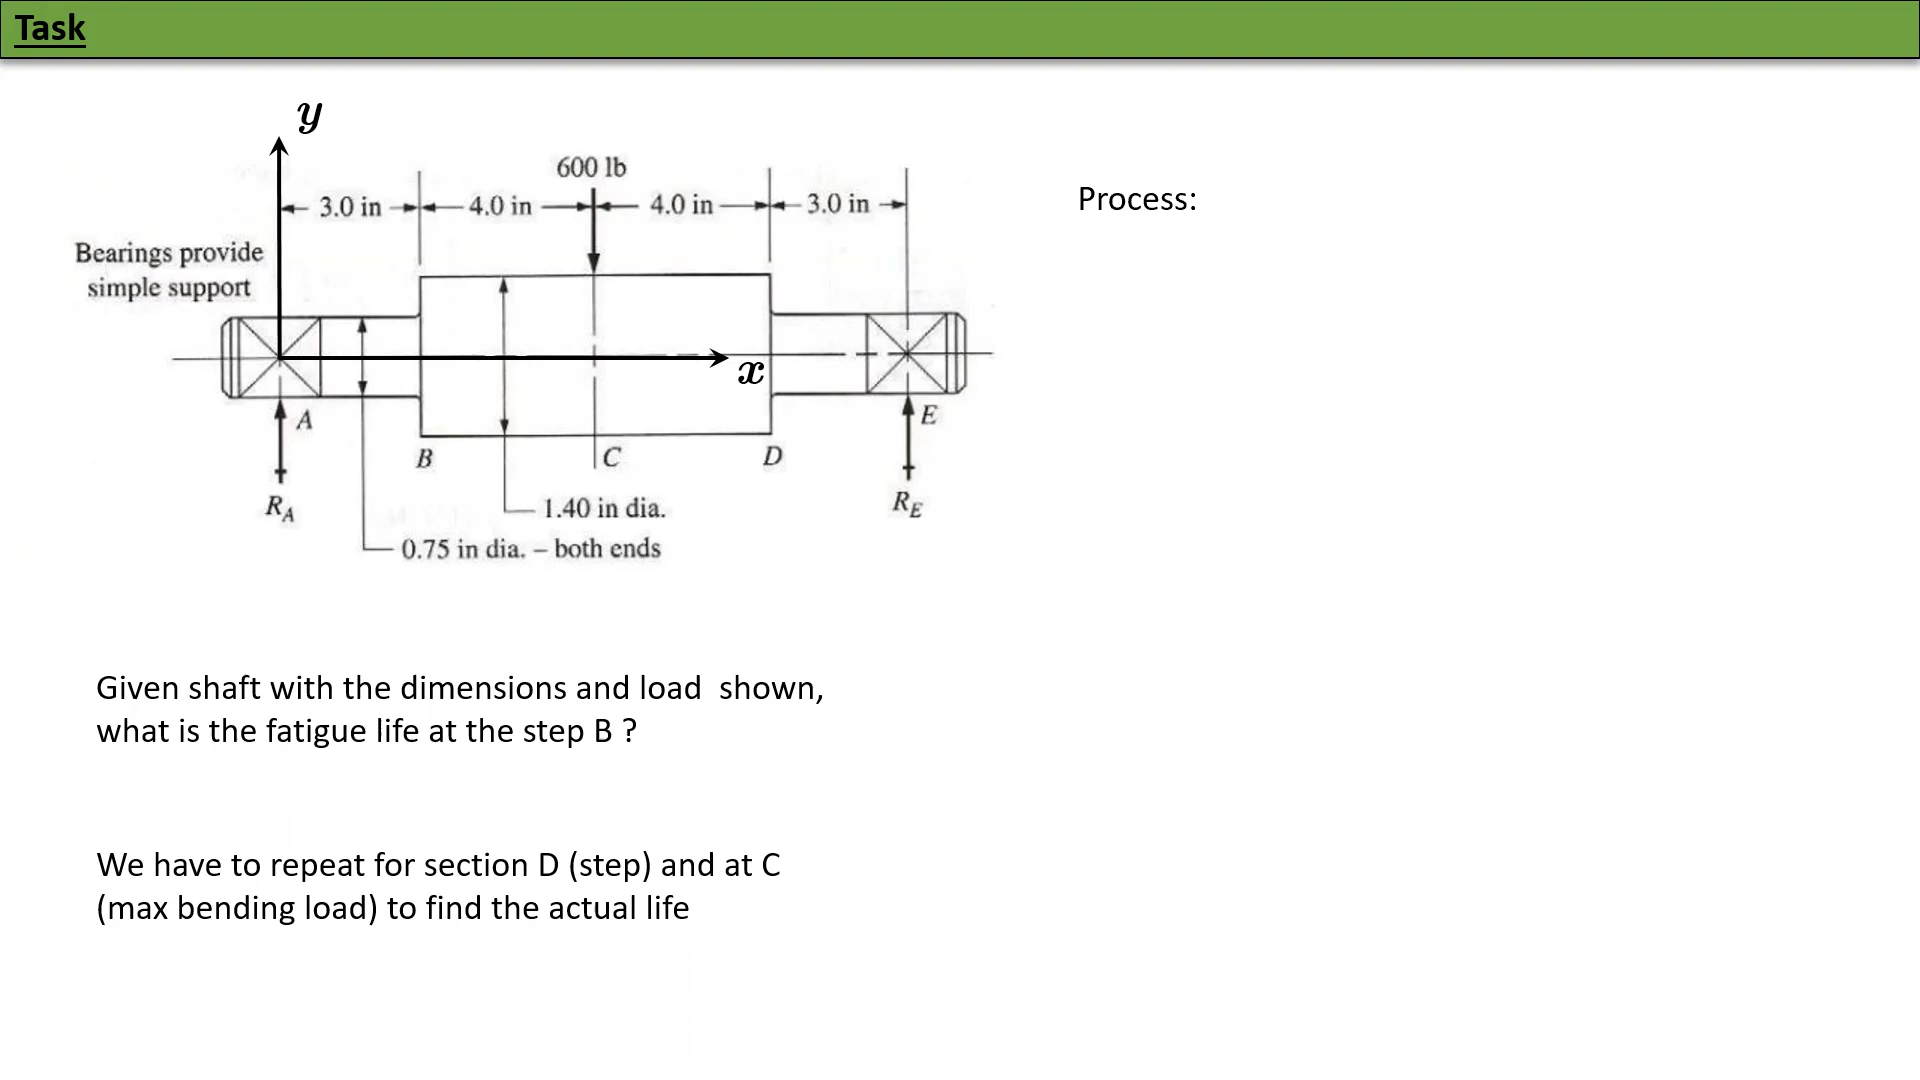 Task
y
600 lb
3.0 in
4.0 in
4.0 in
3.0 in
Process:
Bearings provide
simple support
x
A
E
B
C
D
R_A
R_E
1.40 in dia.
0.75 in dia. – both ends
Given shaft with the dimensions and load  shown,
what is the fatigue life at the step B ?
We have to repeat for section D (step) and at C
(max bending load) to find the actual life